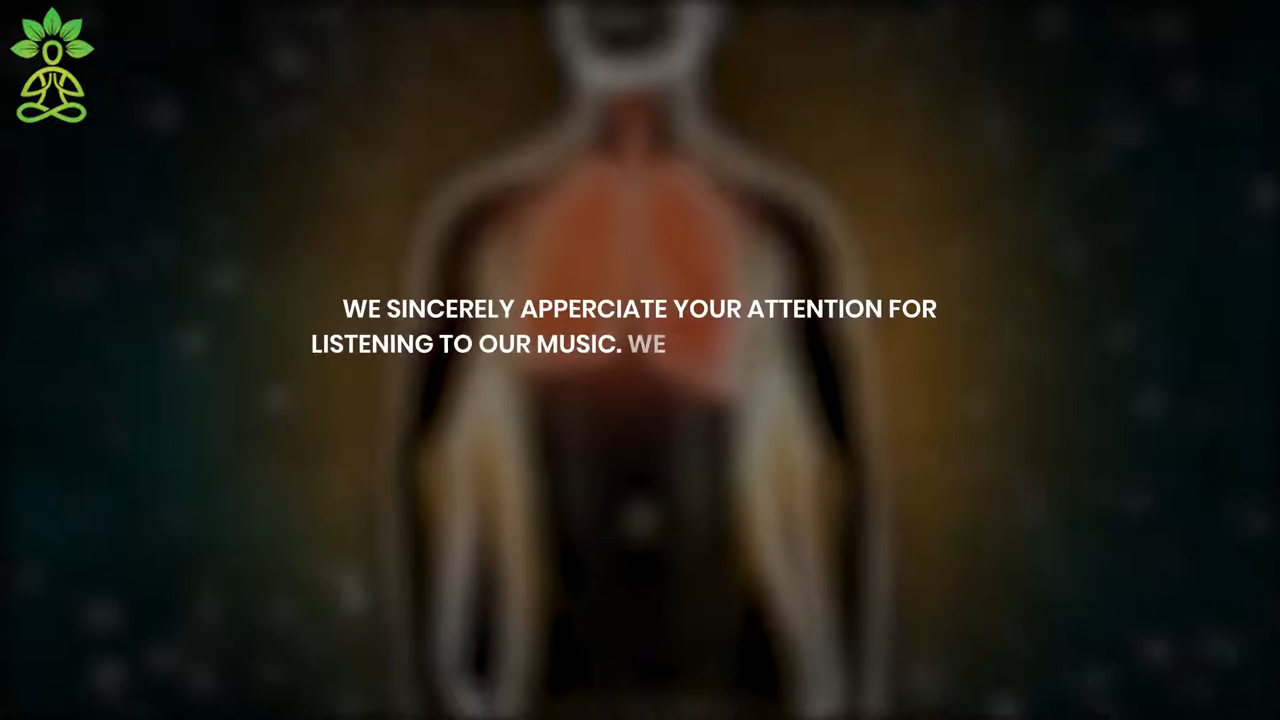 WE SINCERELY APPERCIATE YOUR ATTENTION FOR
LISTENING TO OUR MUSIC. WE